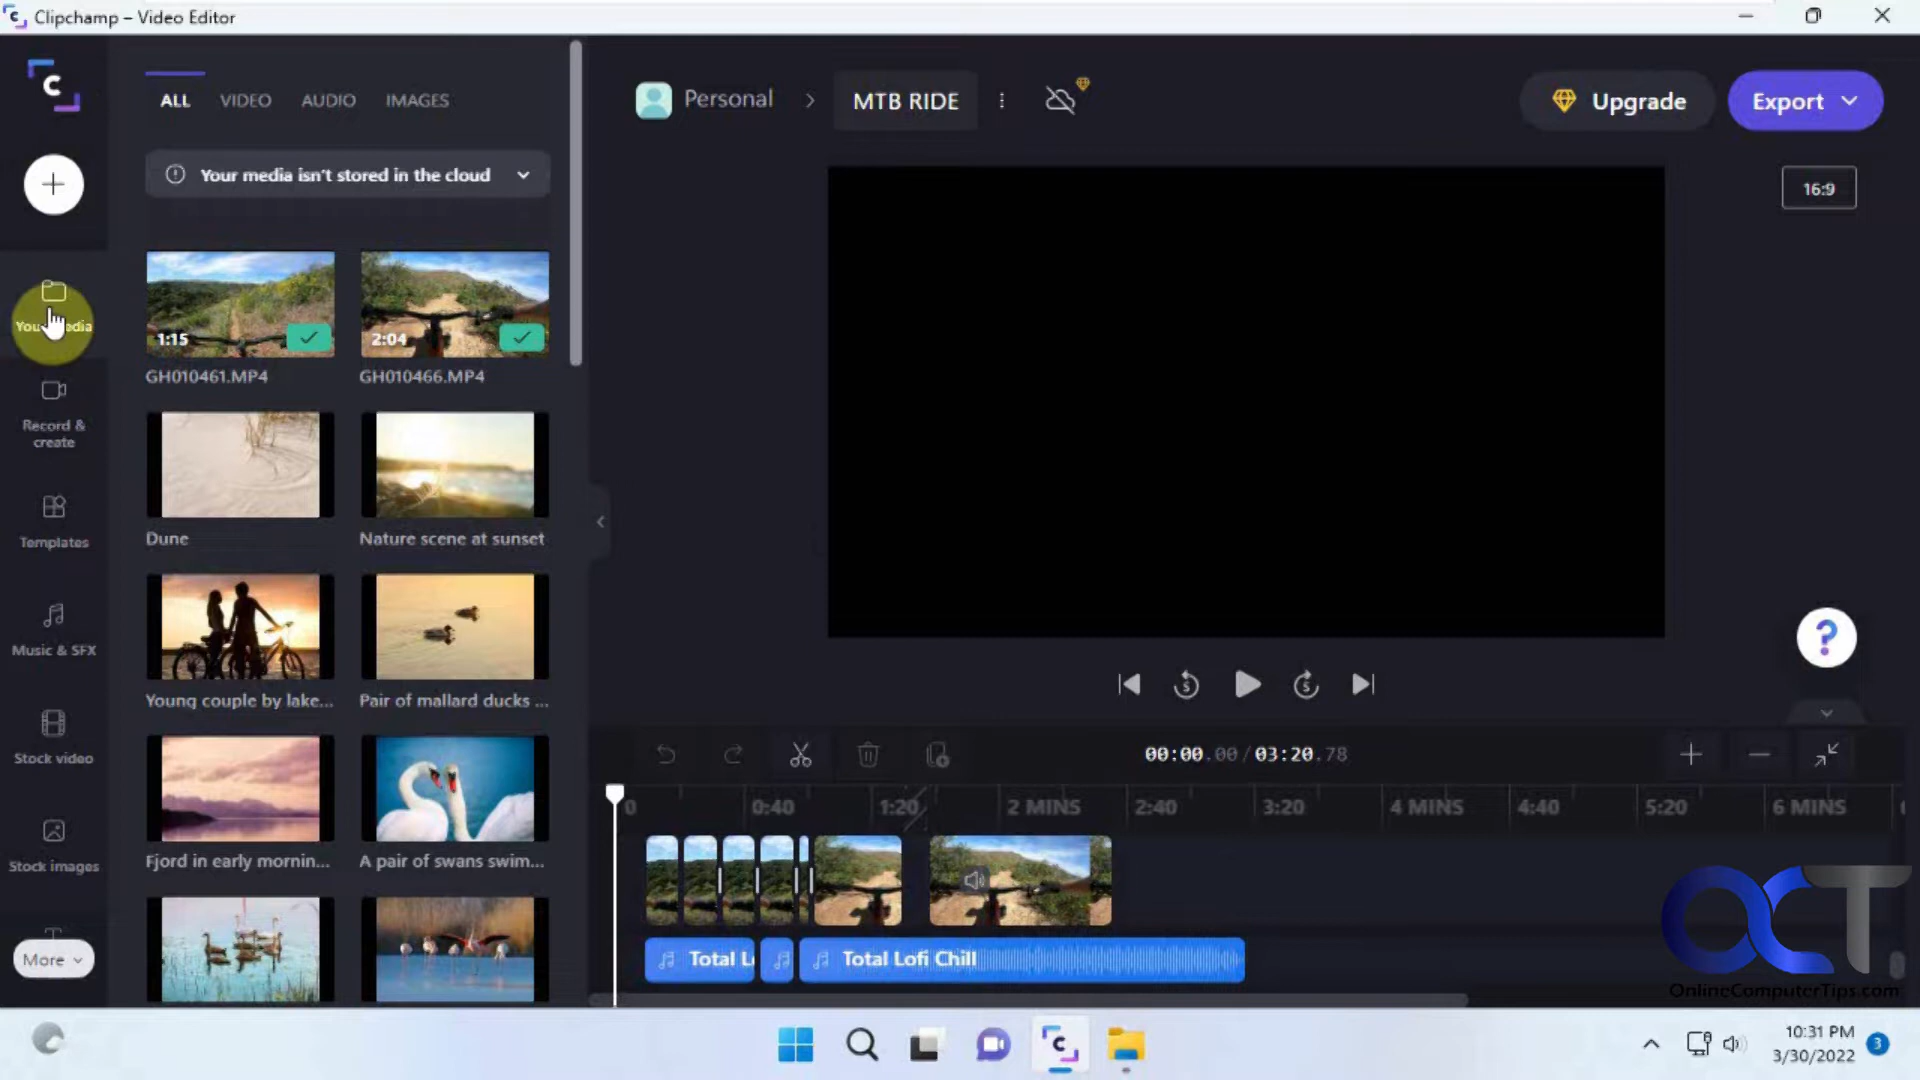 Clipchamp – Video Editor
ALL VIDEO AUDIO IMAGES
Personal
MTB RIDE
Upgrade
Export
Your media isn't stored in the cloud
16:9
1:15
2:04
GH010461.MP4
GH010466.MP4
Record &
create
Templates
Music & SFX
Stock video
Stock images
More
Dune
Nature scene at sunset
Young couple by lake...
Pair of mallard ducks ...
Fjord in early mornin...
A pair of swans swim...
?
00:00.00 / 03:20.78
0 0:40 1:20 2 MINS 2:40 3:20 4 MINS 4:40 5:20 6 MINS
Total L
Total Lofi Chill
OCT
OnlineComputerTips.com
10:31 PM
3/30/2022
3